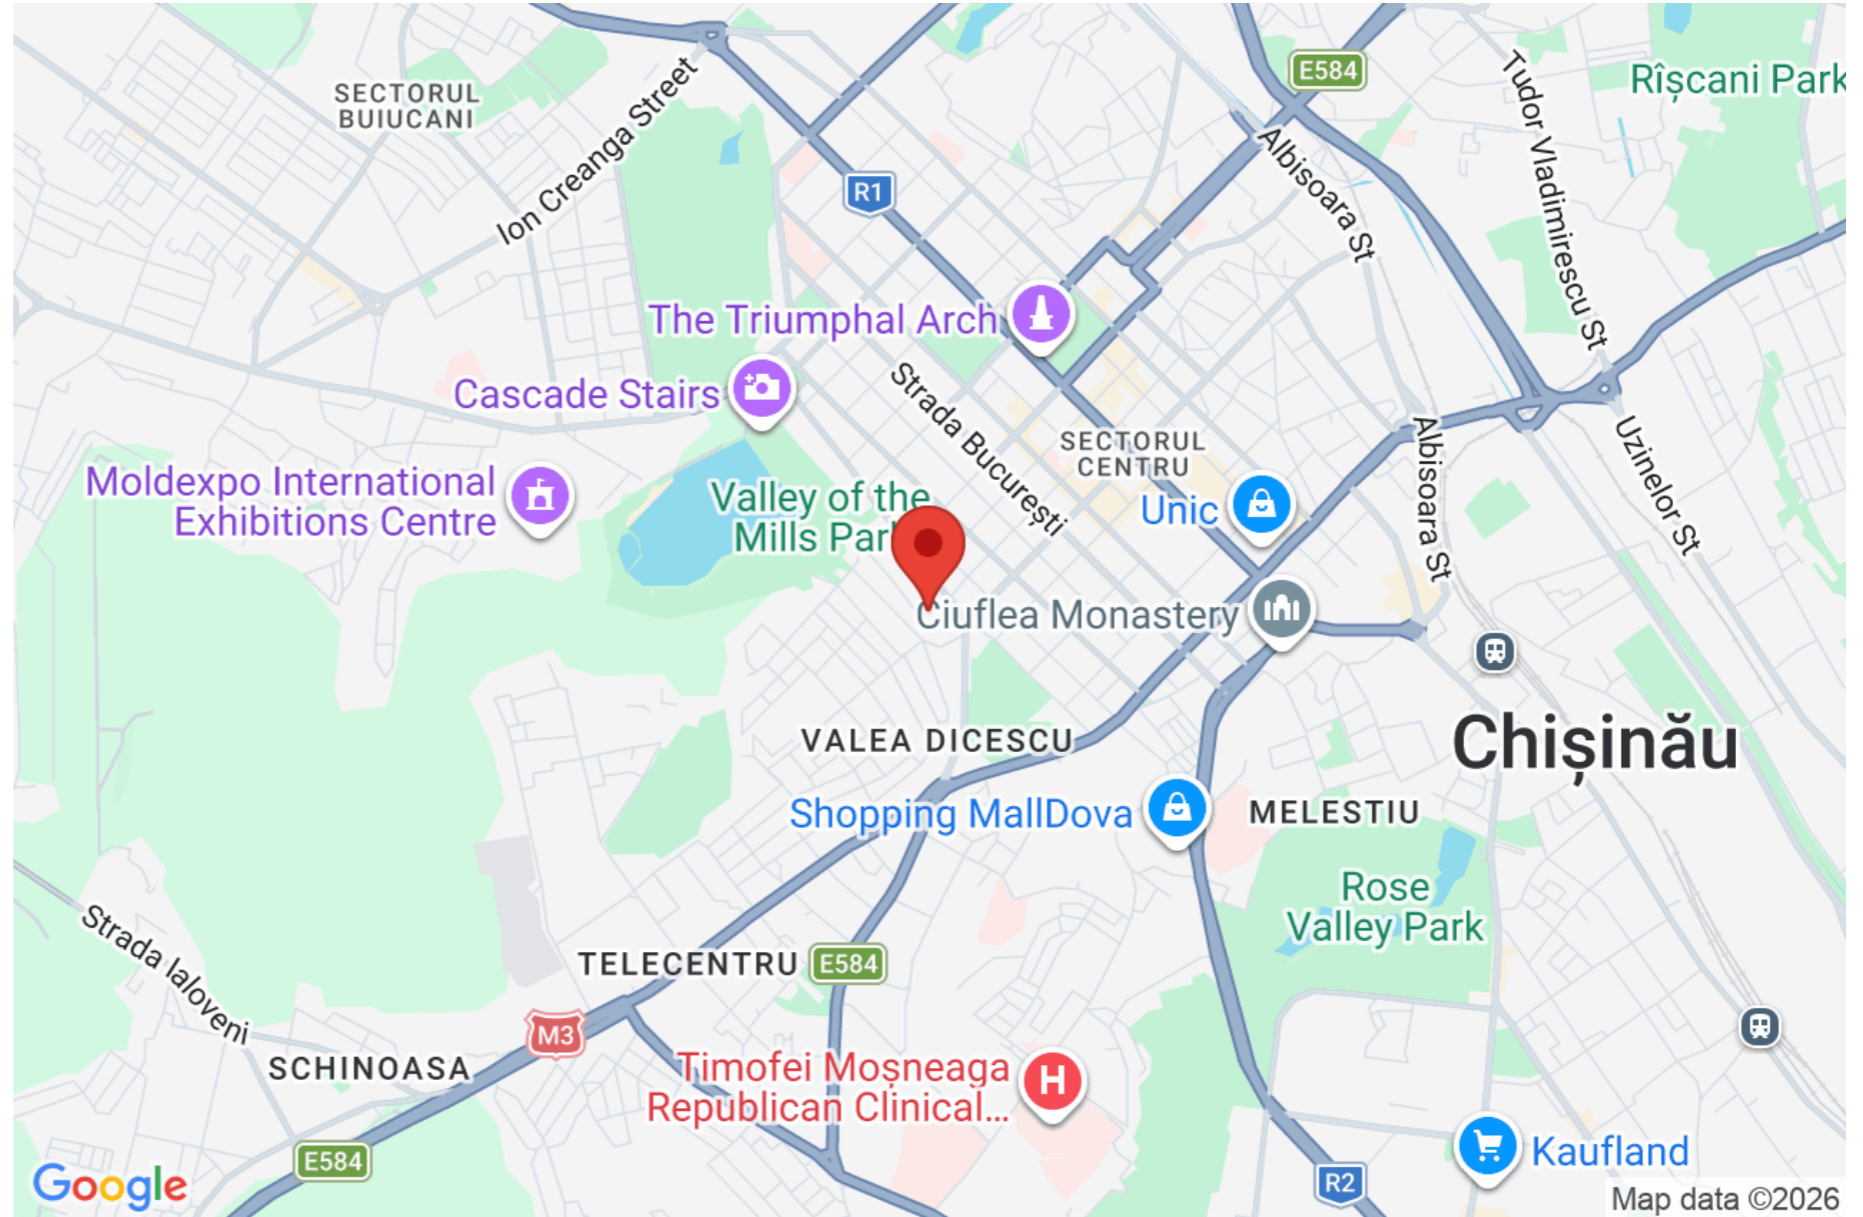 SECTORUL
BUIUCANI
Ion Creanga Street
E584
Tudor Vladimirescu St
Rîșcani Park
R1
Albisoara St
The Triumphal Arch
Cascade Stairs
Strada București
SECTORUL
CENTRU
Moldexpo International
Exhibitions Centre
Valley of the
Mills Par
Unic
Albisoara St
Uzinelor St
Ciuflea Monastery
VALEA DICESCU
Chișinău
Shopping MallDova
MELESTIU
Rose
Valley Park
Strada Ialoveni
TELECENTRU
E584
M3
SCHINOASA
Timofei Moșneaga
Republican Clinical...
H
E584
Google
R2
Kaufland
Map data ©2026